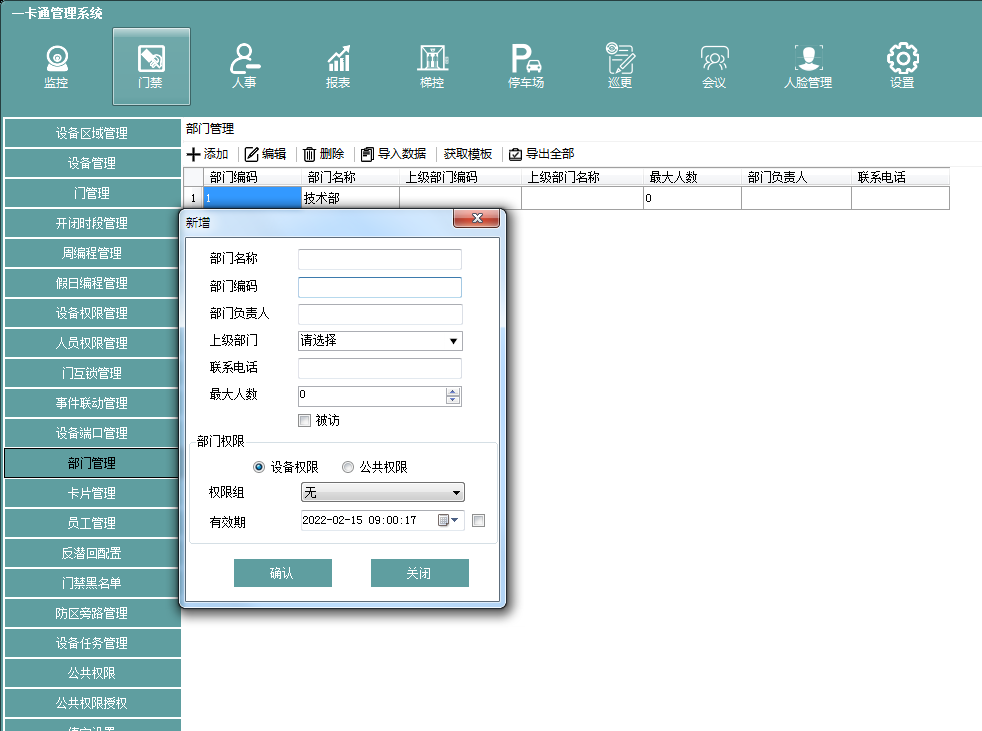 一卡通管理系统
监控 门禁 人事 报表 梯控 停车场 巡更 会议 人脸管理 设置
设备区域管理
设备管理
门管理
开闭时段管理
周编程管理
假日编程管理
设备权限管理
人员权限管理
门互锁管理
事件联动管理
设备端口管理
部门管理
卡片管理
员工管理
反潜回配置
门禁黑名单
防区旁路管理
设备任务管理
公共权限
公共权限授权
部门管理
添加 编辑 删除 导入数据 获取模板 导出全部
部门编码 部门名称 上级部门编码 上级部门名称 最大人数 部门负责人 联系电话
1 1 技术部 0
新增
部门名称
部门编码
部门负责人
上级部门 请选择
联系电话
最大人数 0
被访
部门权限
设备权限 公共权限
权限组 无
有效期 2022-02-15 09:00:17
确认 关闭